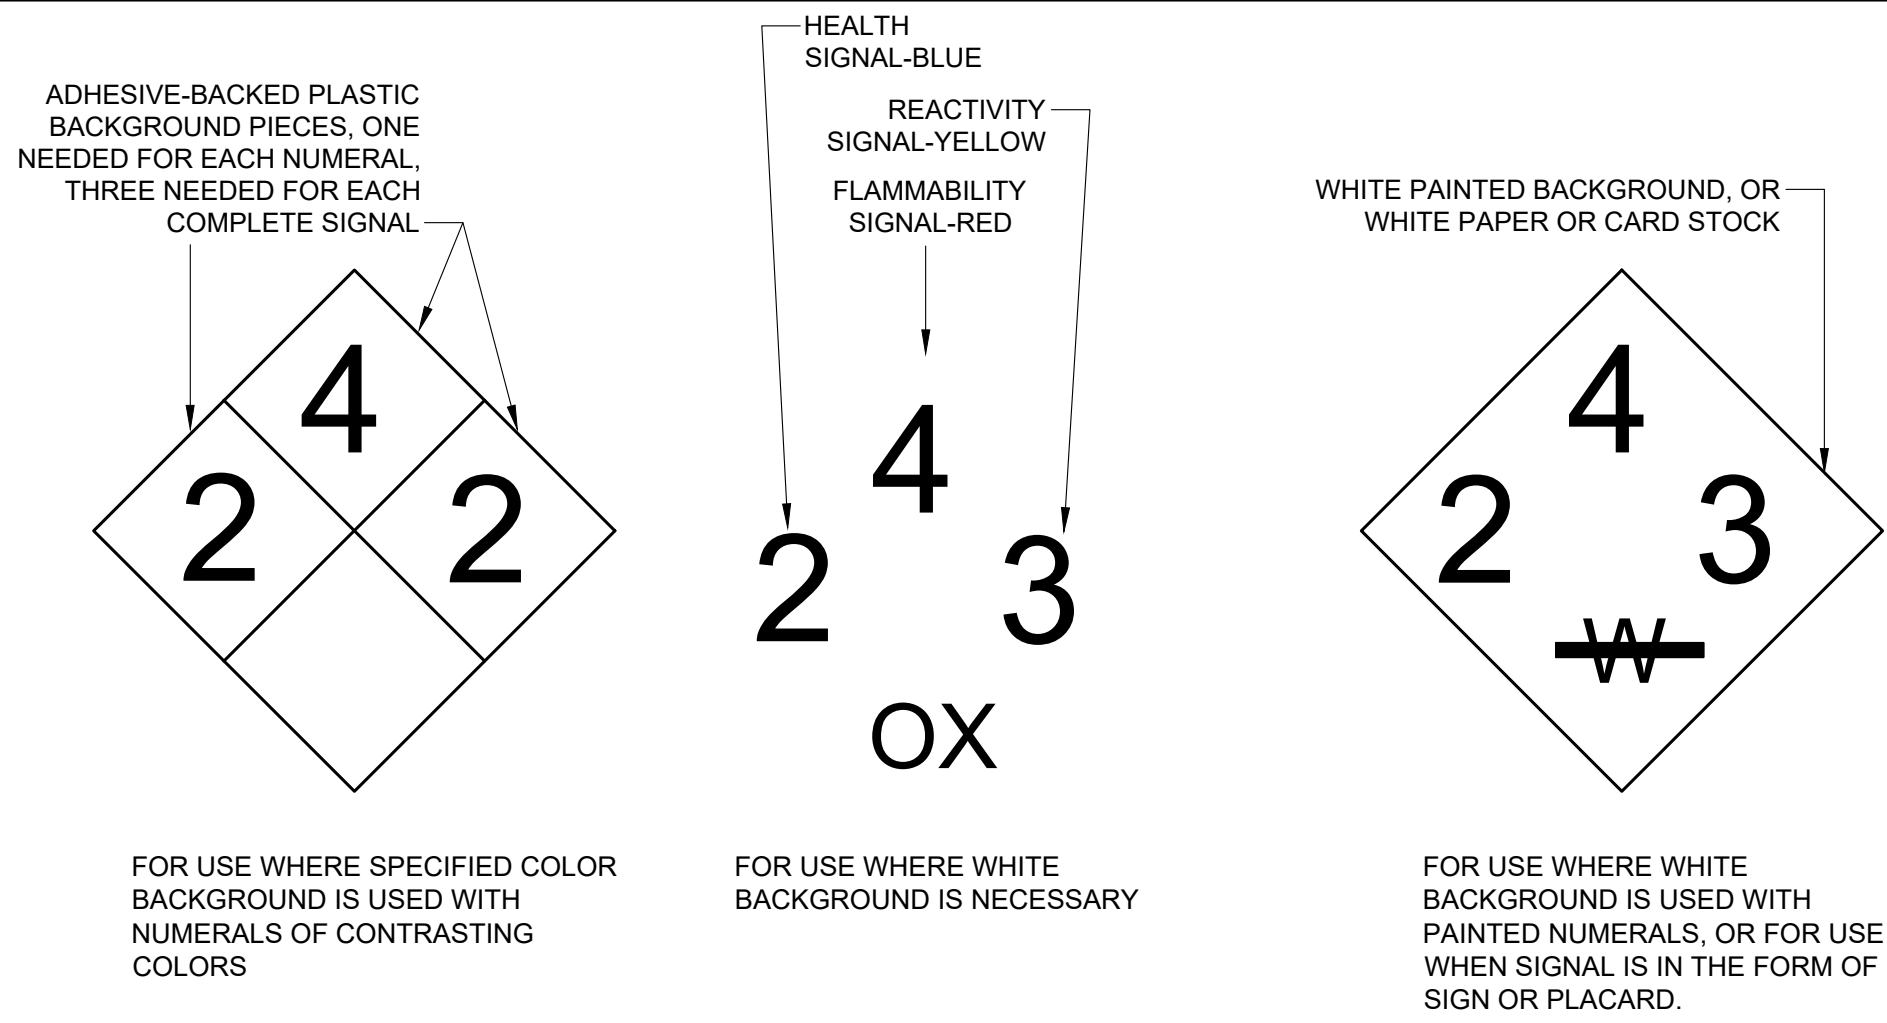 HEALTH
SIGNAL-BLUE
ADHESIVE-BACKED PLASTIC
BACKGROUND PIECES, ONE
NEEDED FOR EACH NUMERAL,
THREE NEEDED FOR EACH
COMPLETE SIGNAL
REACTIVITY
SIGNAL-YELLOW
FLAMMABILITY
SIGNAL-RED
WHITE PAINTED BACKGROUND, OR
WHITE PAPER OR CARD STOCK
4
2 2
4
2 3
OX
4
2 3
W
FOR USE WHERE SPECIFIED COLOR
BACKGROUND IS USED WITH
NUMERALS OF CONTRASTING
COLORS
FOR USE WHERE WHITE
BACKGROUND IS NECESSARY
FOR USE WHERE WHITE
BACKGROUND IS USED WITH
PAINTED NUMERALS, OR FOR USE
WHEN SIGNAL IS IN THE FORM OF
SIGN OR PLACARD.